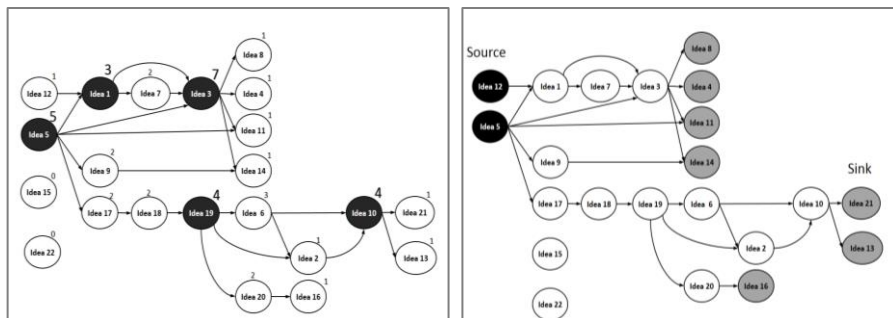 1
Idea 8
3
7
1
2
1
Idea 12
Idea 1
Idea 7
Idea 3
Idea 4
5
1
Idea 5
Idea 11
2
1
Idea 9
Idea 14
0
Idea 15
2
2
4
3
4
1
Idea 17
Idea 18
Idea 19
Idea 6
Idea 10
Idea 21
0
Idea 22
1
1
Idea 2
Idea 13
2
1
Idea 20
Idea 16
Source
Idea 8
Idea 12
Idea 1
Idea 7
Idea 3
Idea 4
Idea 5
Idea 11
Idea 9
Idea 14
Sink
Idea 17
Idea 18
Idea 19
Idea 6
Idea 10
Idea 21
Idea 15
Idea 2
Idea 13
Idea 20
Idea 16
Idea 22